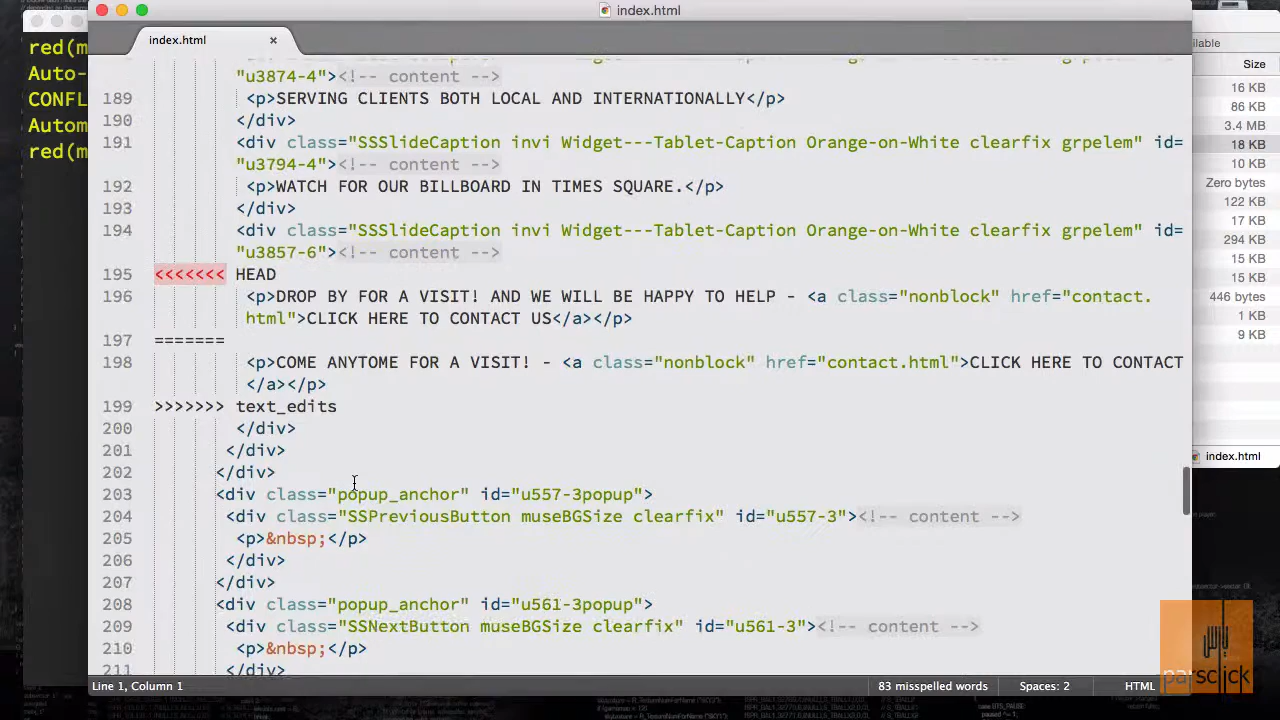 index.html
index.html ×
red(m
Auto-
CONFL
Autom
red(m
ilable
Size
16 KB
86 KB
3.4 MB
18 KB
10 KB
Zero bytes
122 KB
17 KB
294 KB
15 KB
15 KB
446 bytes
1 KB
9 KB
index.html
"u3874-4"><!-- content -->
189 <p>SERVING CLIENTS BOTH LOCAL AND INTERNATIONALLY</p>
190 </div>
191 <div class="SSSlideCaption invi Widget---Tablet-Caption Orange-on-White clearfix grpelem" id=
"u3794-4"><!-- content -->
192 <p>WATCH FOR OUR BILLBOARD IN TIMES SQUARE.</p>
193 </div>
194 <div class="SSSlideCaption invi Widget---Tablet-Caption Orange-on-White clearfix grpelem" id=
"u3857-6"><!-- content -->
195 <<<<<<< HEAD
196 <p>DROP BY FOR A VISIT! AND WE WILL BE HAPPY TO HELP - <a class="nonblock" href="contact.
html">CLICK HERE TO CONTACT US</a></p>
197 =======
198 <p>COME ANYTOME FOR A VISIT! - <a class="nonblock" href="contact.html">CLICK HERE TO CONTACT
</a></p>
199 >>>>>>> text_edits
200 </div>
201 </div>
202 </div>
203 <div class="popup_anchor" id="u557-3popup">
204 <div class="SSPreviousButton museBGSize clearfix" id="u557-3"><!-- content -->
205 <p>&nbsp;</p>
206 </div>
207 </div>
208 <div class="popup_anchor" id="u561-3popup">
209 <div class="SSNextButton museBGSize clearfix" id="u561-3"><!-- content -->
210 <p>&nbsp;</p>
211 </div>
Line 1, Column 1
83 misspelled words
Spaces: 2
HTML
پارس
parsclick